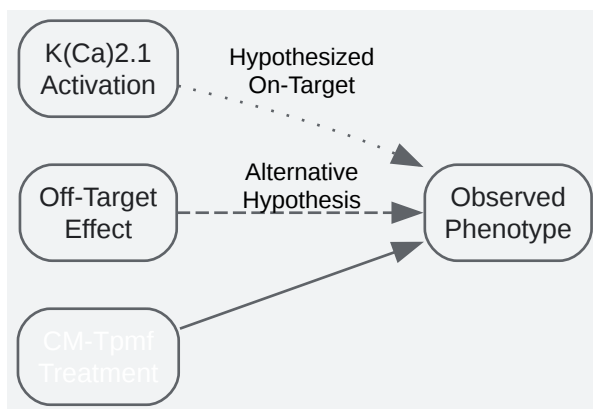 K(Ca)2.1
Activation
Hypothesized
On-Target
Off-Target
Effect
Alternative
Hypothesis
Observed
Phenotype
CM-Tpmf
Treatment